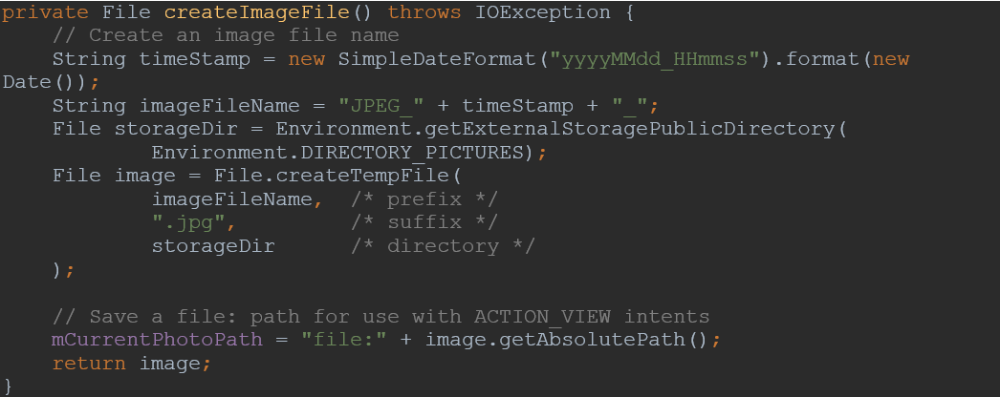 private File createImageFile() throws IOException {
    // Create an image file name
    String timeStamp = new SimpleDateFormat("yyyyMMdd_HHmmss").format(new
Date());
    String imageFileName = "JPEG_" + timeStamp + "_";
    File storageDir = Environment.getExternalStoragePublicDirectory(
            Environment.DIRECTORY_PICTURES);
    File image = File.createTempFile(
            imageFileName,  /* prefix */
            ".jpg",         /* suffix */
            storageDir      /* directory */
    );

    // Save a file: path for use with ACTION_VIEW intents
    mCurrentPhotoPath = "file:" + image.getAbsolutePath();
    return image;
}